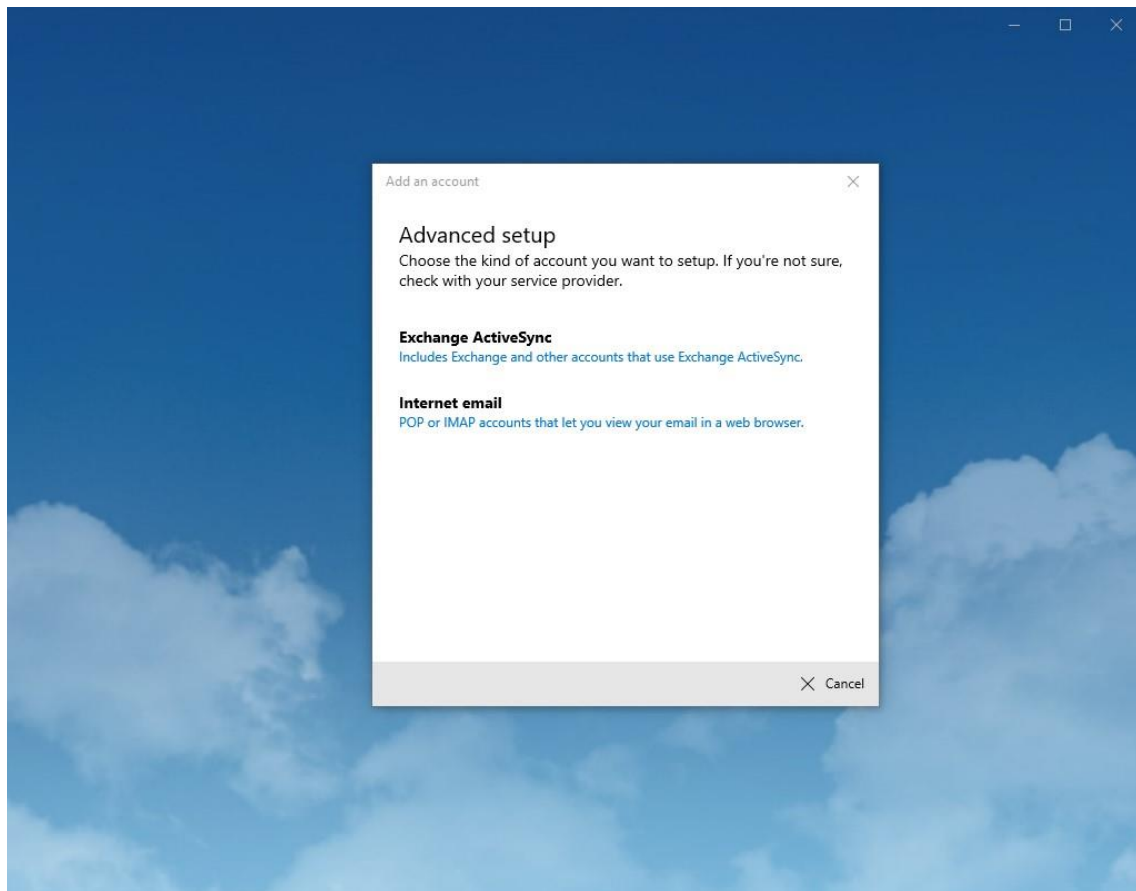 Add an account
Advanced setup
Choose the kind of account you want to setup. If you're not sure,
check with your service provider.
Exchange ActiveSync
Includes Exchange and other accounts that use Exchange ActiveSync.
Internet email
POP or IMAP accounts that let you view your email in a web browser.
Cancel